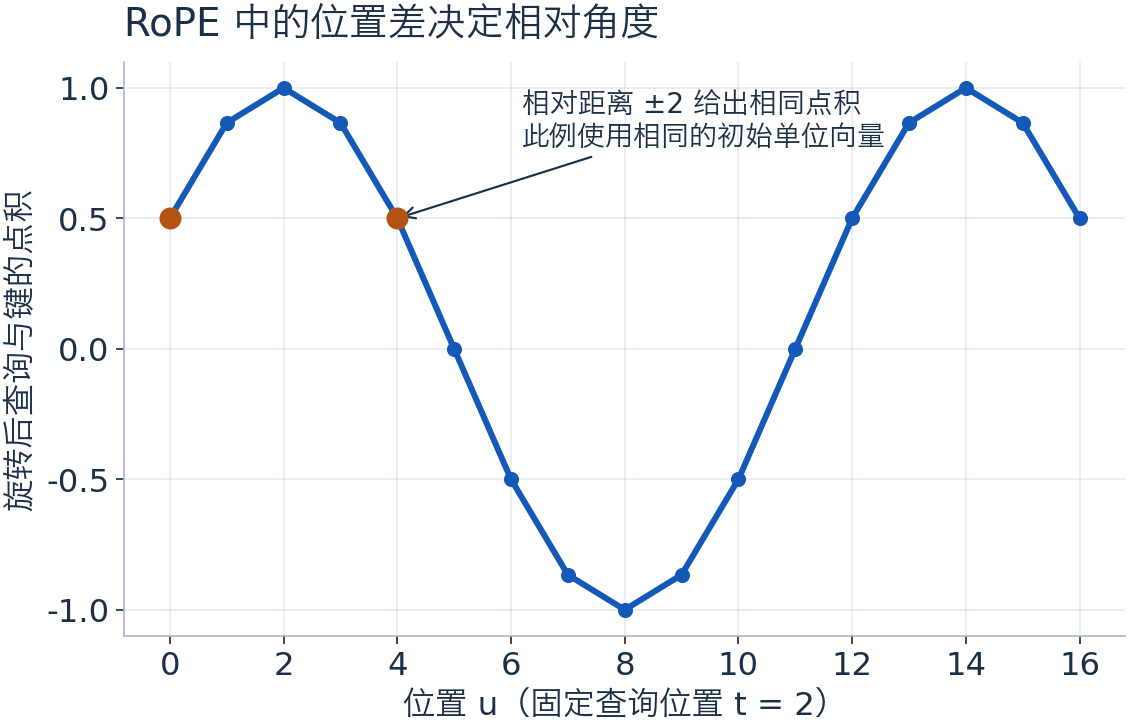 RoPE 中的位置差决定相对角度
相对距离 ±2 给出相同点积
此例使用相同的初始单位向量
旋转后查询与键的点积
1.0
0.5
0.0
-0.5
-1.0
0 2 4 6 8 10 12 14 16
位置 u（固定查询位置 t = 2）